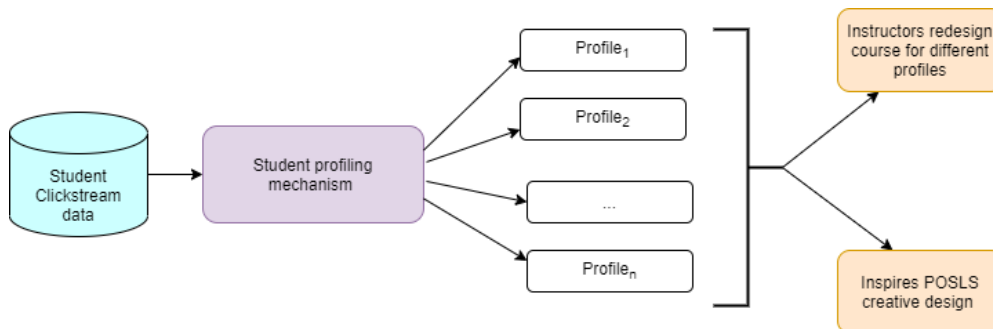 Student
Clickstream
data
Student profiling
mechanism
Profile₁
Profile₂
...
Profileₙ
Instructors redesign
course for different
profiles
Inspires POSLS
creative design